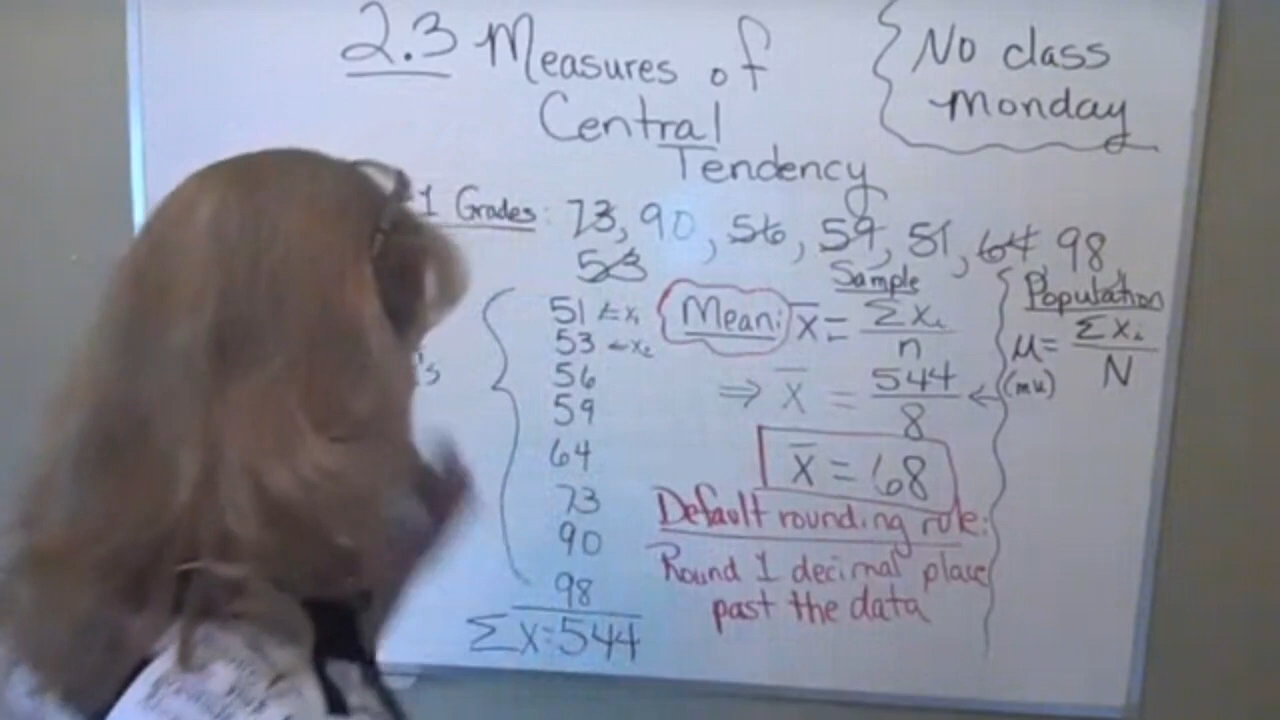 2.3 Measures of
Central
Tendency
No class
Monday
1 Grades: 73, 90, 56, 59, 51, 64 98
53
51 ← x₁
53 ← x₂
56
59
64
73
90
98
Σx=544
's
Mean:
Sample
x̄ = Σxᵢ / n
⇒ x̄ = 544 / 8 ←
x̄ = 68
Default rounding rule:
Round 1 decimal place
past the data
Population
μ = Σxᵢ / N
(mu)